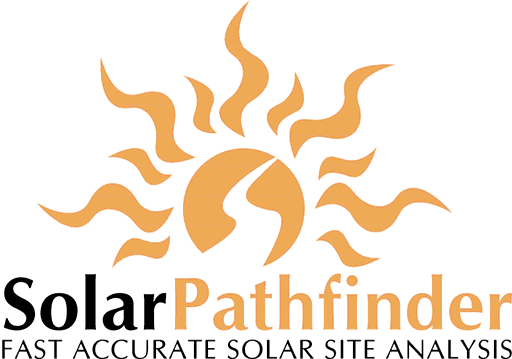 SolarPathfinder
FAST ACCURATE SOLAR SITE ANALYSIS